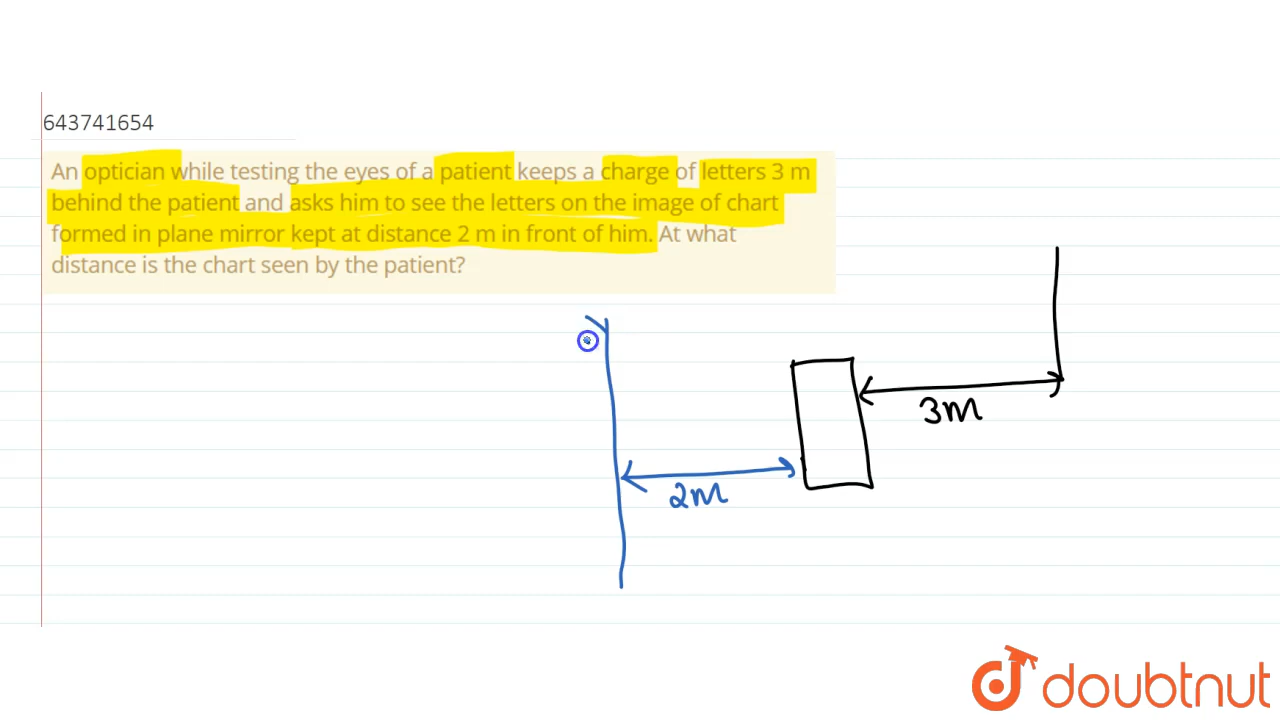 643741654
An optician while testing the eyes of a patient keeps a charge of letters 3 m
behind the patient and asks him to see the letters on the image of chart
formed in plane mirror kept at distance 2 m in front of him. At what
distance is the chart seen by the patient?
3M
2M
doubtnut